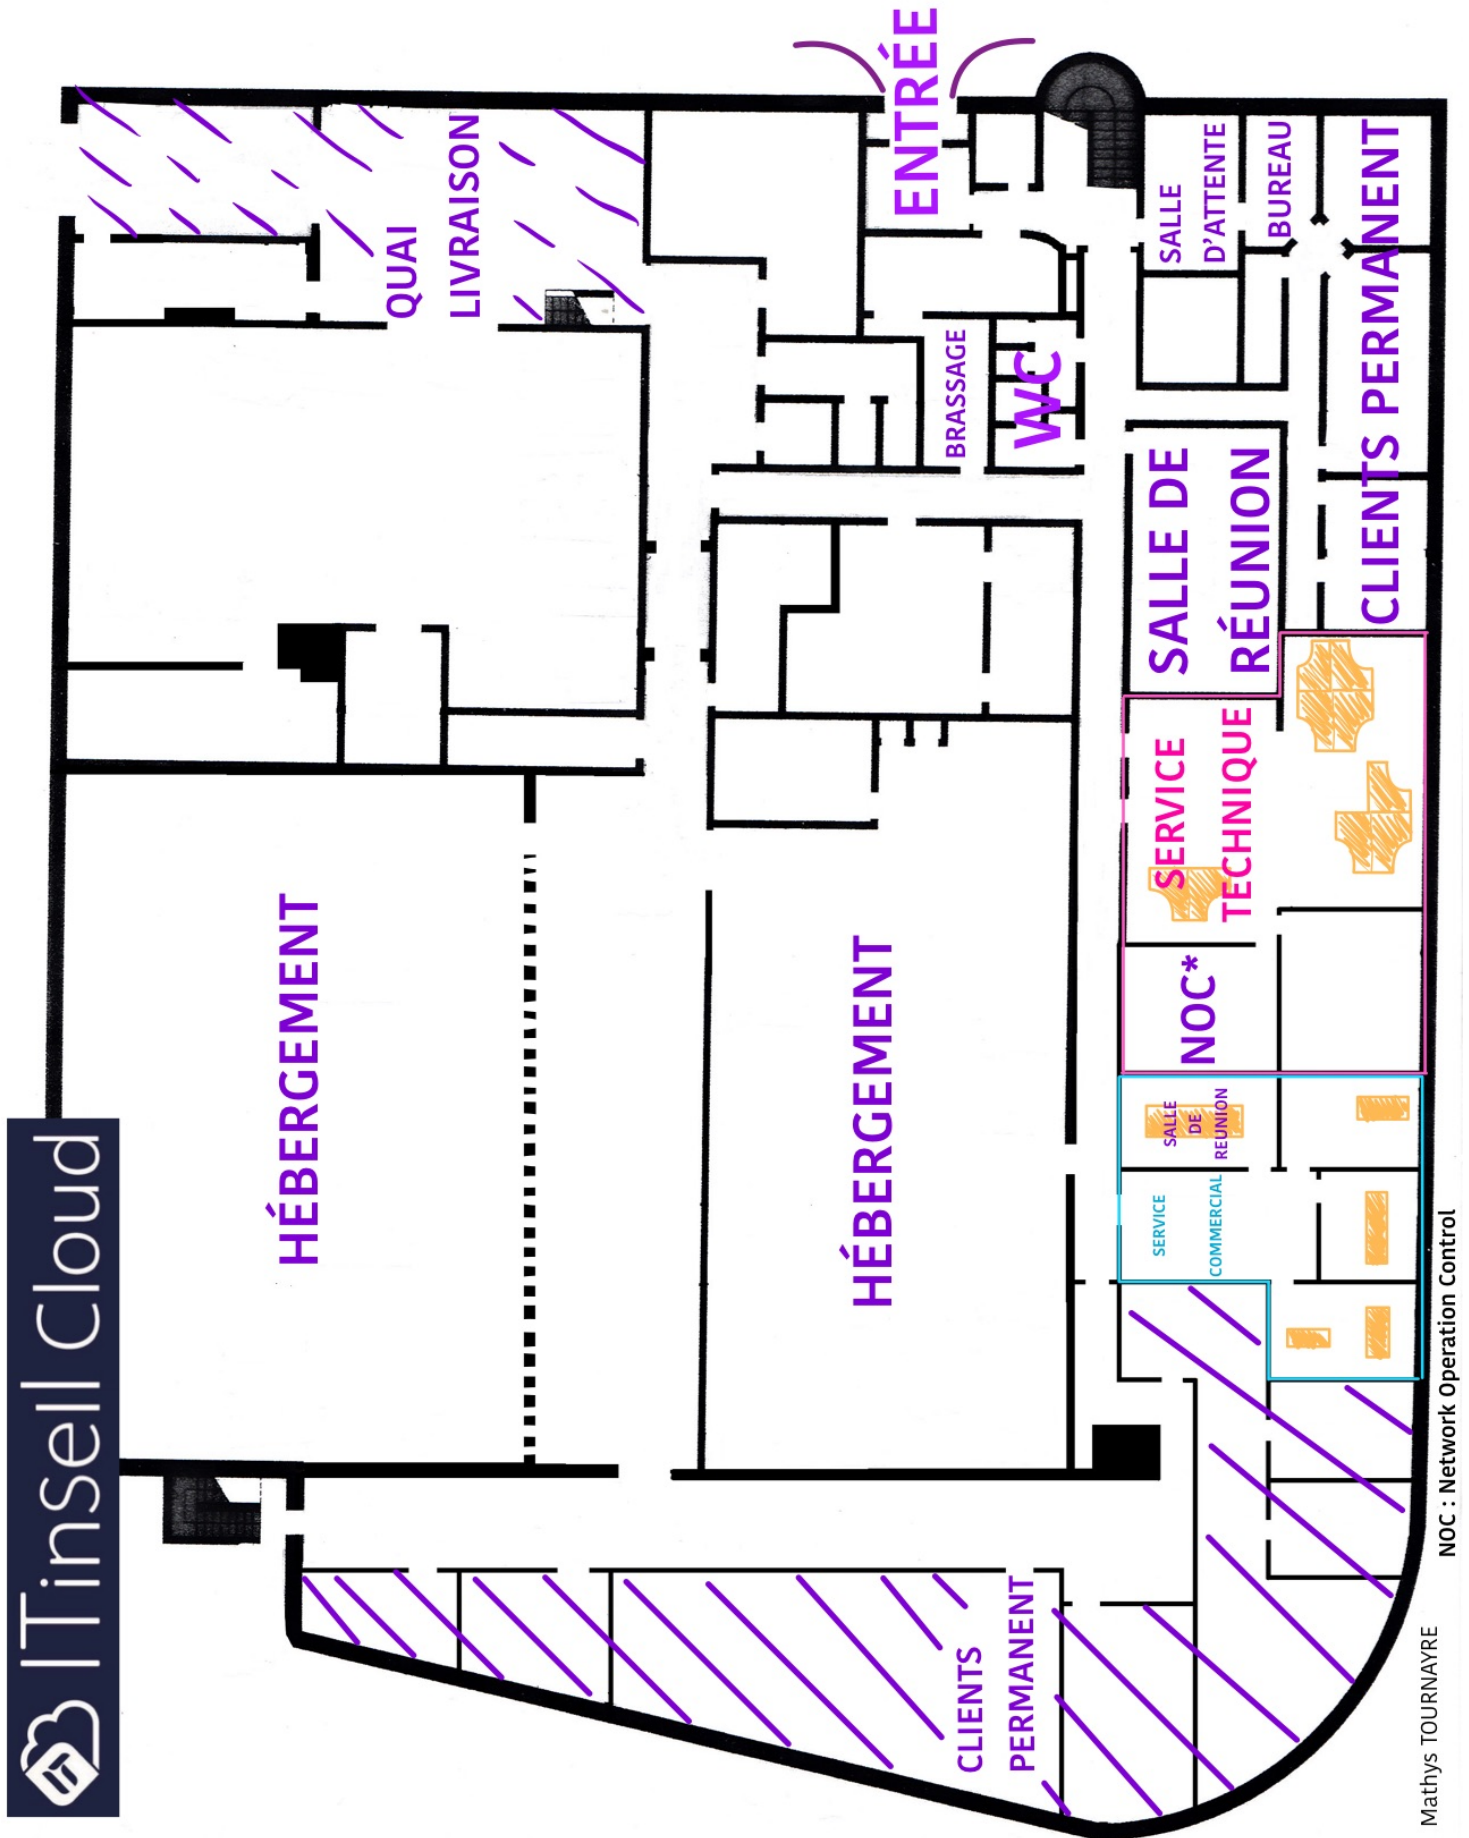 ITinSell Cloud
HÉBERGEMENT
QUAI
LIVRAISON
HÉBERGEMENT
ENTRÉE
BRASSAGE
WC
CLIENTS
PERMANENT
SALLE
D'ATTENTE
BUREAU
CLIENTS PERMANENT
SALLE DE
RÉUNION
SERVICE
TECHNIQUE
NOC*
SALLE
DE
REUNION
SERVICE
COMMERCIAL
Mathys TOURNAYRE
NOC : Network Operation Control